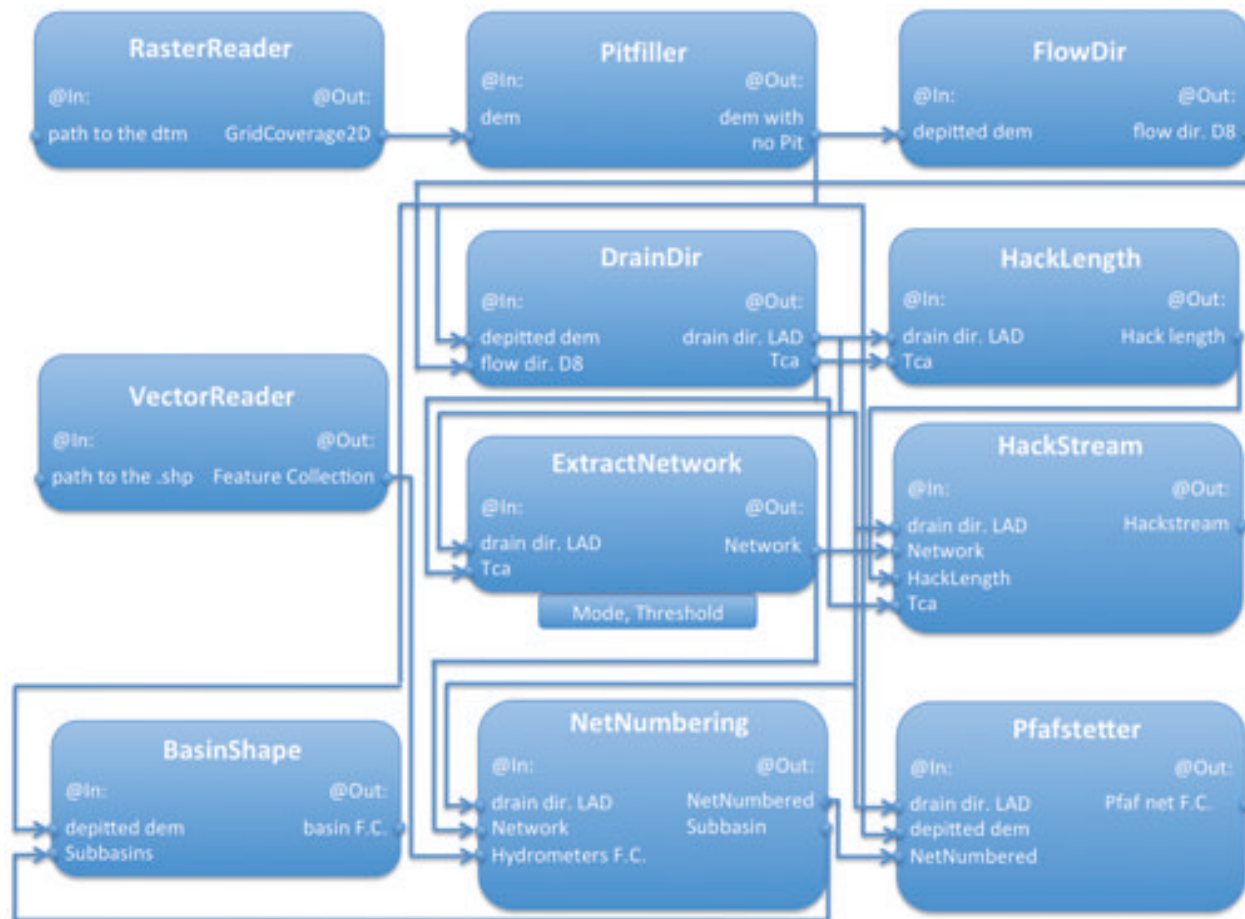 RasterReader
@In:
@Out:
path to the dtm
GridCoverage2D
Pitfiller
@In:
@Out:
dem
dem with
no Pit
FlowDir
@In:
@Out:
depitted dem
flow dir. D8
DrainDir
@In:
@Out:
depitted dem
drain dir. LAD
flow dir. D8
Tca
HackLength
@In:
@Out:
drain dir. LAD
Hack length
Tca
VectorReader
@In:
@Out:
path to the .shp
Feature Collection
ExtractNetwork
@In:
@Out:
drain dir. LAD
Network
Tca
Mode, Threshold
HackStream
@In:
@Out:
drain dir. LAD
Hackstream
Network
HackLength
Tca
BasinShape
@In:
@Out:
depitted dem
basin F.C.
Subbasins
NetNumbering
@In:
@Out:
drain dir. LAD
NetNumbered
Network
Subbasin
Hydrometers F.C.
Pfafstetter
@In:
@Out:
drain dir. LAD
Pfaf net F.C.
depitted dem
NetNumbered